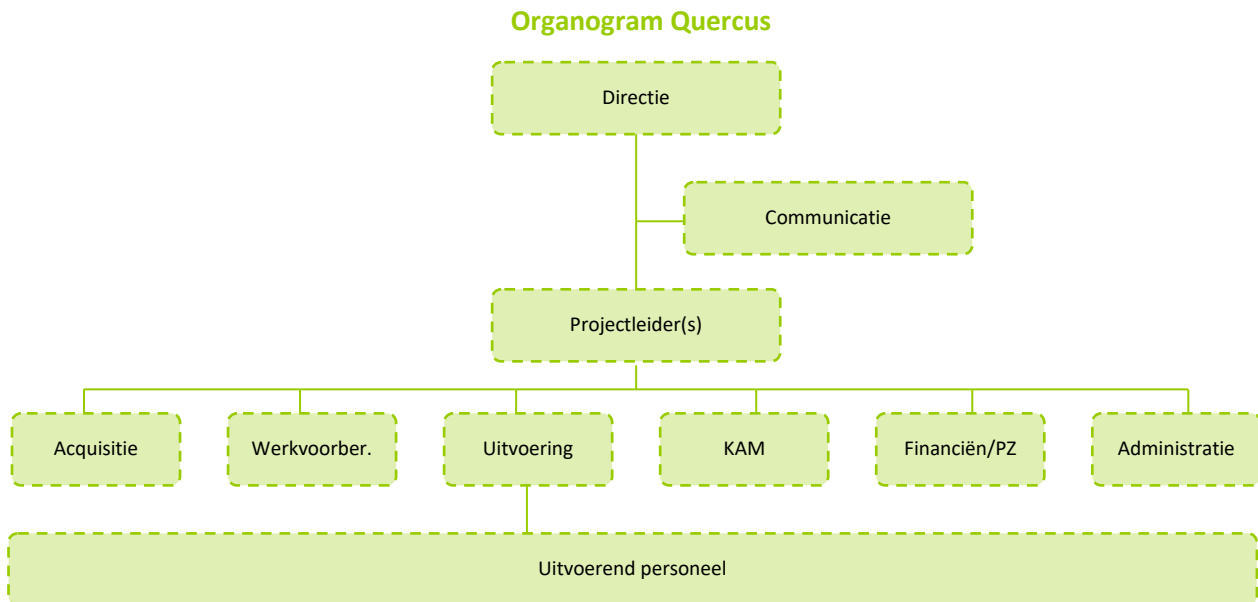 Organogram Quercus
Directie
Communicatie
Projectleider(s)
Acquisitie
Werkvoorber.
Uitvoering
KAM
Financiën/PZ
Administratie
Uitvoerend personeel